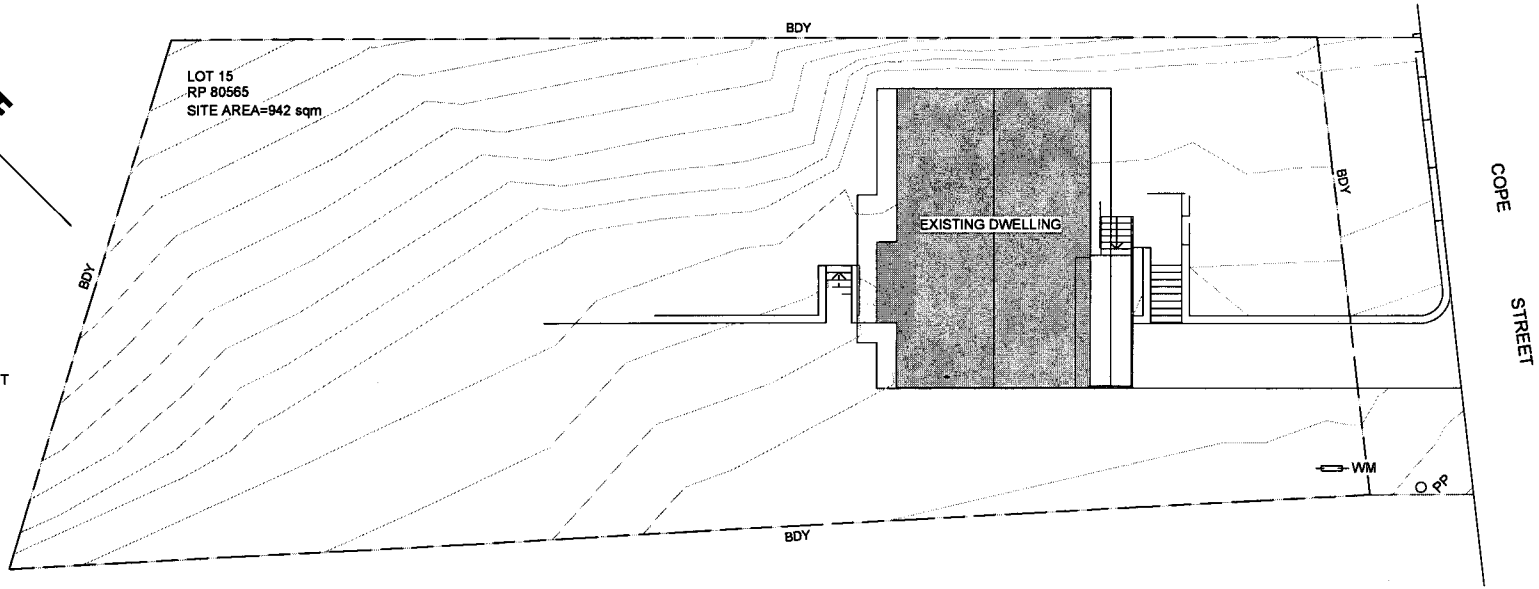 BDY
LOT 15
RP 80565
SITE AREA=942 sqm
H
COPE
BDY
EXISTING DWELLING
BDY
STREET
T
WM
PP
BDY